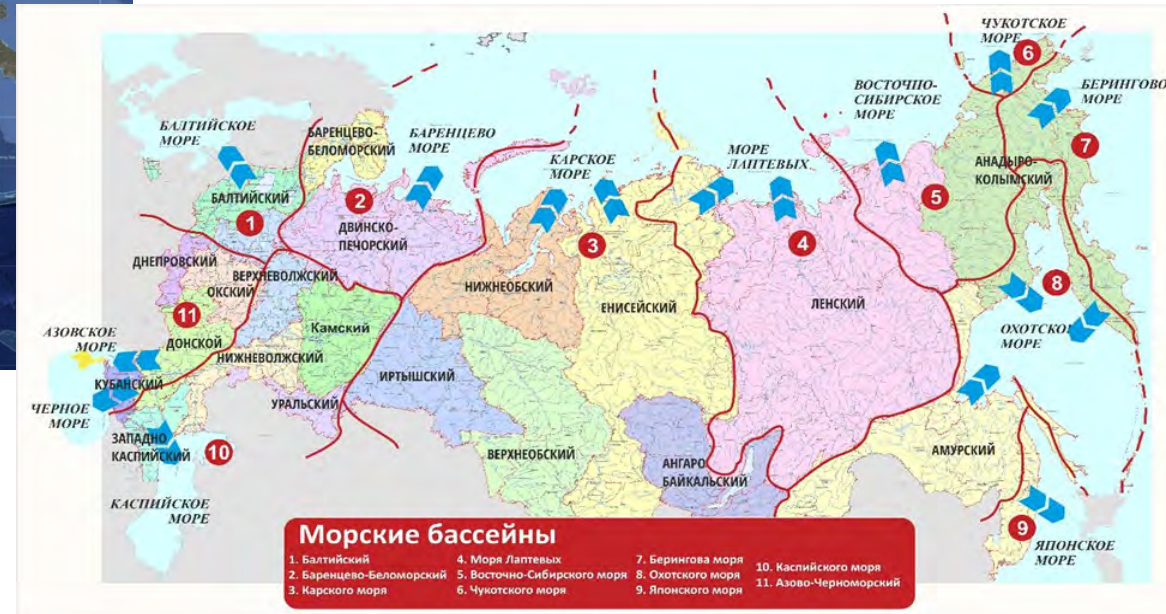 ЧУКОТСКОЕ
МОРЕ
6
ВОСТОЧНО-
СИБИРСКОЕ
МОРЕ
БЕРИНГОВО
МОРЕ
7
БАЛТИЙСКОЕ
МОРЕ
БАРЕНЦЕВО-
БЕЛОМОРСКИЙ
БАРЕНЦЕВО
МОРЕ
КАРСКОЕ
МОРЕ
МОРЕ
ЛАПТЕВЫХ
АНАДЫРО-
КОЛЫМСКИЙ
5
БАЛТИЙСКИЙ
1
2
ДВИНСКО-
ПЕЧОРСКИЙ
3
4
ДНЕПРОВСКИЙ
ВЕРХНЕВОЛЖСКИЙ
ОКСКИЙ
НИЖНЕОБСКИЙ
ЕНИСЕЙСКИЙ
ЛЕНСКИЙ
8
ОХОТСКОЕ
МОРЕ
11
ДОНСКОЙ
Камский
АЗОВСКОЕ
МОРЕ
НИЖНЕВОЛЖСКИЙ
ИРТЫШСКИЙ
КУБАНСКИЙ
УРАЛЬСКИЙ
ЧЕРНОЕ
МОРЕ
ЗАПАДНО
КАСПИЙСКИЙ
10
ВЕРХНЕОБСКИЙ
АНГАРО
БАЙКАЛЬСКИЙ
АМУРСКИЙ
КАСПИЙСКОЕ
МОРЕ
9
ЯПОНСКОЕ
МОРЕ
Морские бассейны
1. Балтийский
2. Баренцево-Беломорский
3. Карского моря
4. Моря Лаптевых
5. Восточно-Сибирского моря
6. Чукотского моря
7. Берингова моря
8. Охотского моря
9. Японского моря
10. Каспийского моря
11. Азово-Черноморский